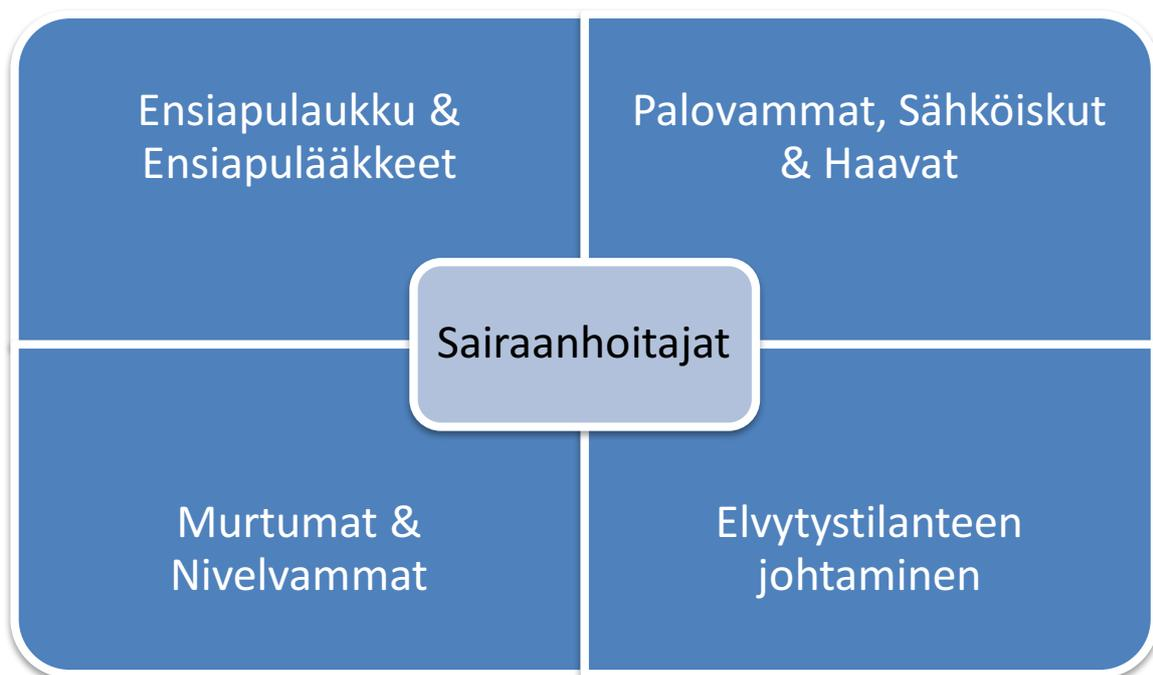 Ensiapulaukku &
Ensiapulääkkeet
Palovammat, Sähköiskut
& Haavat
Sairaanhoitajat
Murtumat &
Nivelvammat
Elvytystilanteen
johtaminen